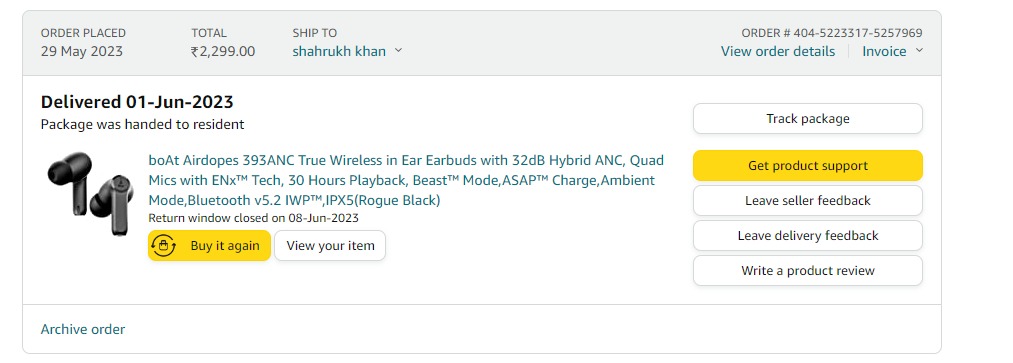 ORDER PLACED
29 May 2023
TOTAL
₹2,299.00
SHIP TO
shahrukh khan
ORDER # 404-5223317-5257969
View order details
Invoice
Delivered 01-Jun-2023
Package was handed to resident
boAt Airdopes 393ANC True Wireless in Ear Earbuds with 32dB Hybrid ANC, Quad
Mics with ENx™ Tech, 30 Hours Playback, Beast™ Mode,ASAP™ Charge,Ambient
Mode,Bluetooth v5.2 IWP™,IPX5(Rogue Black)
Return window closed on 08-Jun-2023
Buy it again
View your item
Track package
Get product support
Leave seller feedback
Leave delivery feedback
Write a product review
Archive order